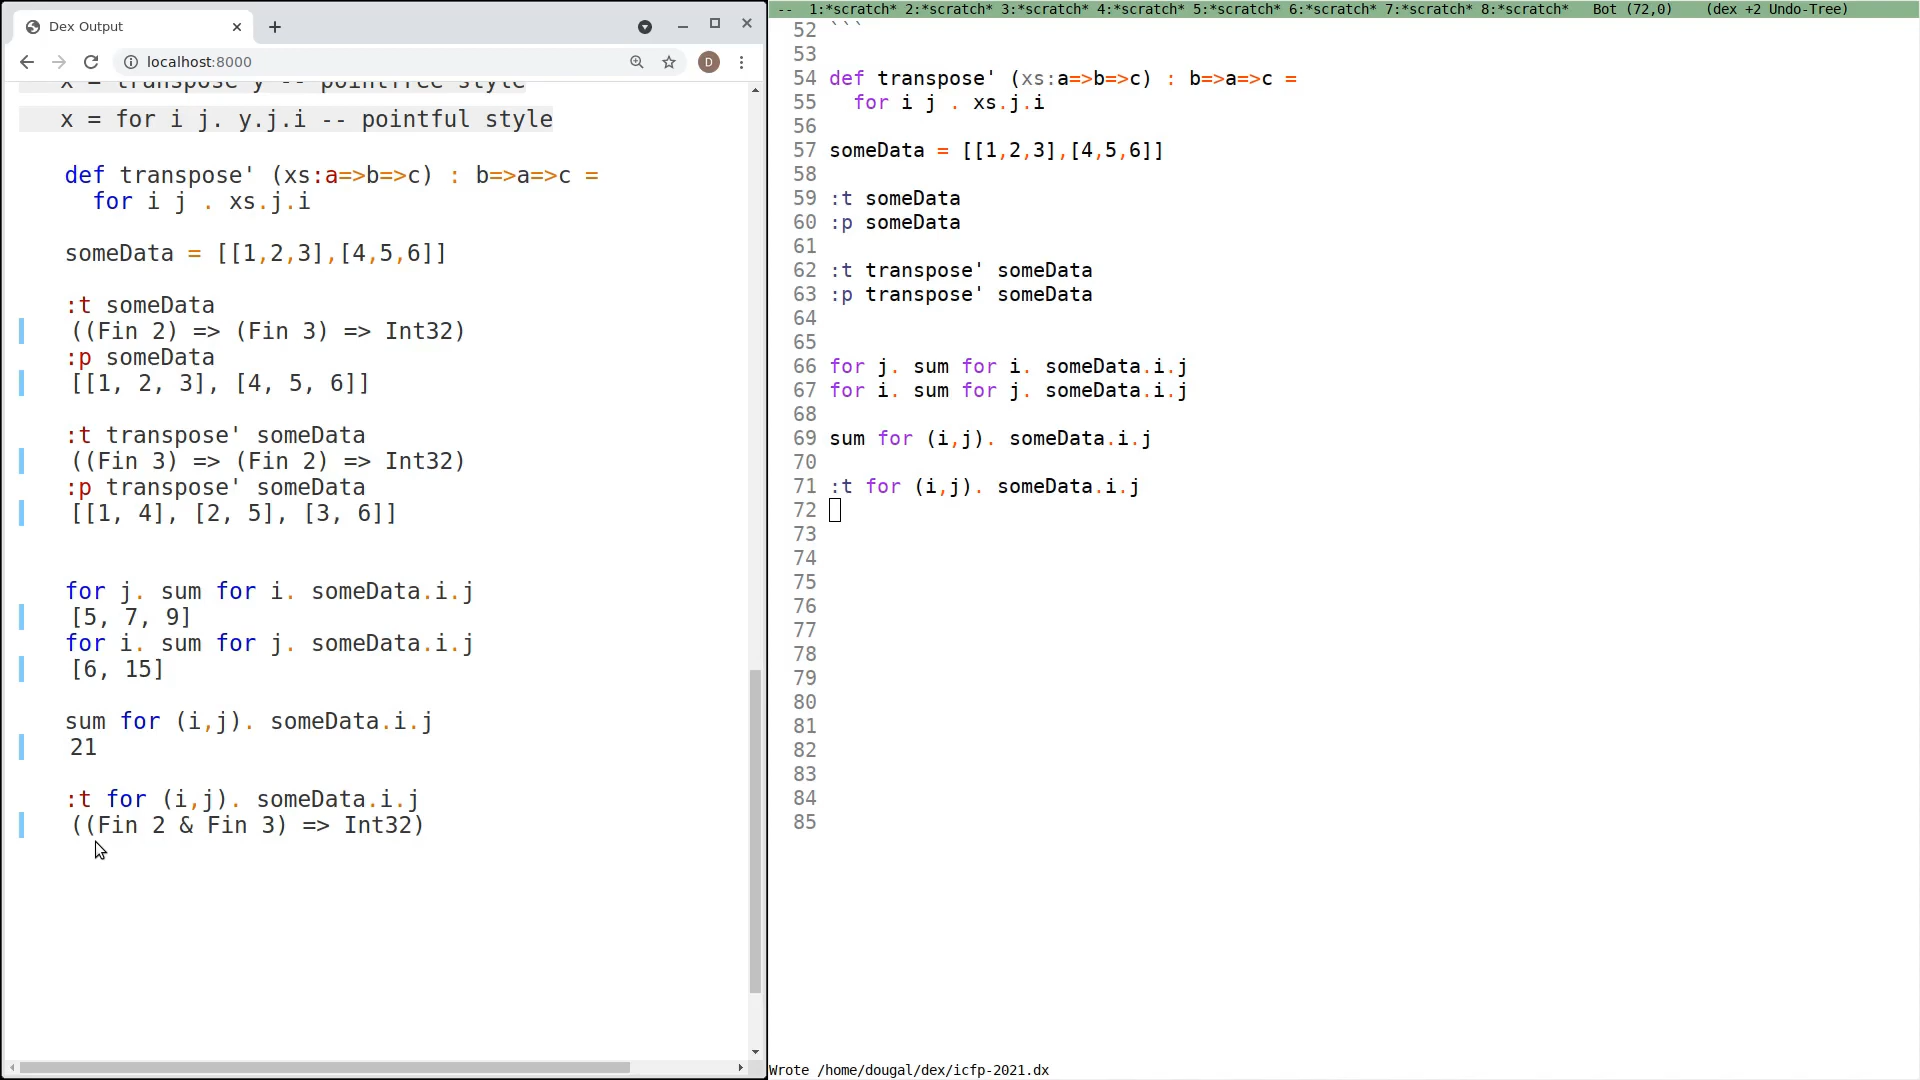 Dex Output
localhost:8000
D
x = transpose y -- pointfree style
x = for i j. y.j.i -- pointful style
def transpose' (xs:a=>b=>c) : b=>a=>c =
for i j . xs.j.i
someData = [[1,2,3],[4,5,6]]
:t someData
((Fin 2) => (Fin 3) => Int32)
:p someData
[[1, 2, 3], [4, 5, 6]]
:t transpose' someData
((Fin 3) => (Fin 2) => Int32)
:p transpose' someData
[[1, 4], [2, 5], [3, 6]]
for j. sum for i. someData.i.j
[5, 7, 9]
for i. sum for j. someData.i.j
[6, 15]
sum for (i,j). someData.i.j
21
:t for (i,j). someData.i.j
((Fin 2 & Fin 3) => Int32)
-- 1:*scratch* 2:*scratch* 3:*scratch* 4:*scratch* 5:*scratch* 6:*scratch* 7:*scratch* 8:*scratch* Bot (72,0) (dex +2 Undo-Tree)
52 ```
53
54 def transpose' (xs:a=>b=>c) : b=>a=>c =
55 for i j . xs.j.i
56
57 someData = [[1,2,3],[4,5,6]]
58
59 :t someData
60 :p someData
61
62 :t transpose' someData
63 :p transpose' someData
64
65
66 for j. sum for i. someData.i.j
67 for i. sum for j. someData.i.j
68
69 sum for (i,j). someData.i.j
70
71 :t for (i,j). someData.i.j
72
73
74
75
76
77
78
79
80
81
82
83
84
85
Wrote /home/dougal/dex/icfp-2021.dx